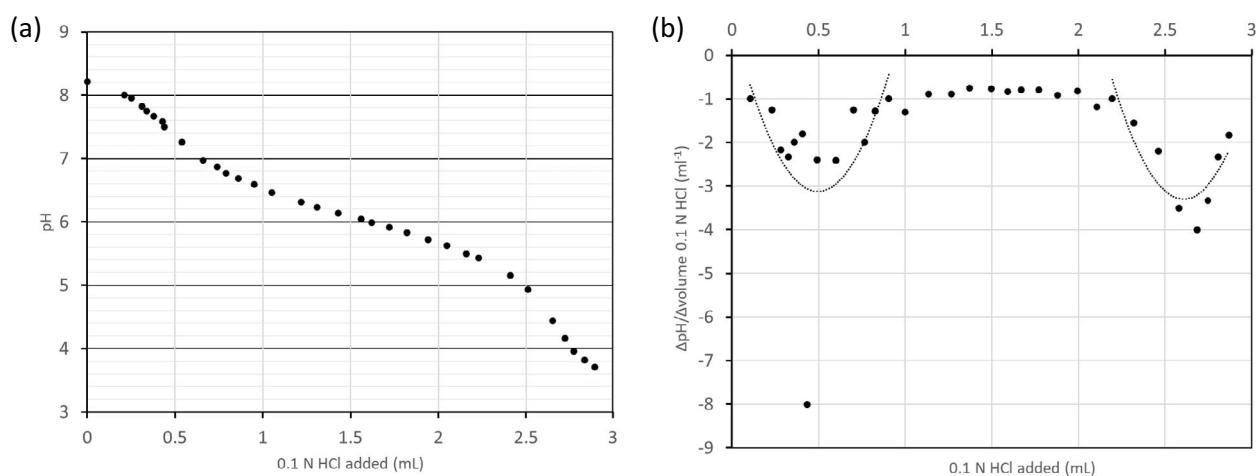 (a)
9
8
7
6
5
4
3
pH
0 0.5 1 1.5 2 2.5 3
0.1 N HCl added (mL)
(b)
0 0.5 1 1.5 2 2.5 3
0
-1
-2
-3
-4
-5
-6
-7
-8
-9
ΔpH/Δvolume 0.1 N HCl (ml⁻¹)
0.1 N HCl added (mL)